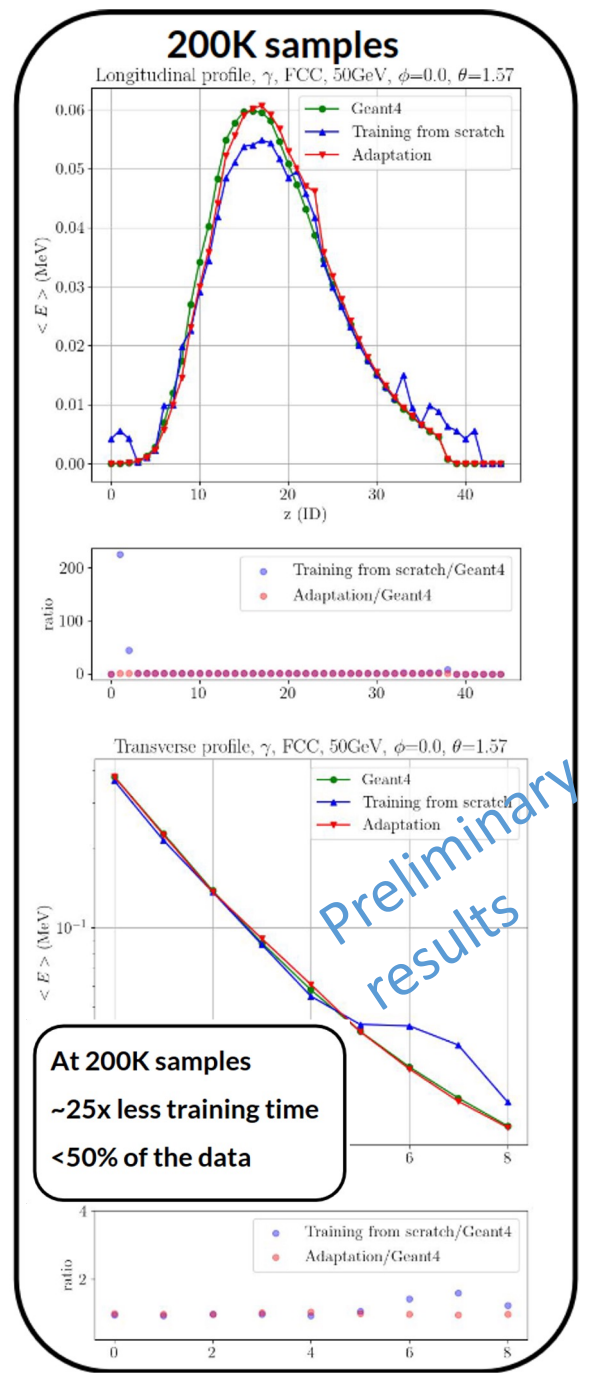 200K samples
Longitudinal profile, γ, FCC, 50GeV, ϕ=0.0, θ=1.57
Geant4
Training from scratch
Adaptation
0.06
0.05
0.04
0.03
0.02
0.01
0.00
< E > (MeV)
0 10 20 30 40
z (ID)
200
100
0
ratio
Training from scratch/Geant4
Adaptation/Geant4
0 10 20 30 40
Transverse profile, γ, FCC, 50GeV, ϕ=0.0, θ=1.57
Geant4
Training from scratch
Adaptation
Preliminary
results
10⁻¹
< E > (MeV)
At 200K samples
~25x less training time
<50% of the data
6 8
4
2
ratio
Training from scratch/Geant4
Adaptation/Geant4
0 2 4 6 8